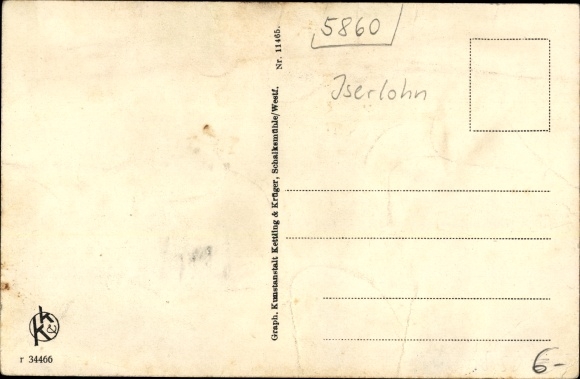 5860
Iserlohn
Graph. Kunstanstalt Kettling & Krüger, Schalksmühle/Westf. Nr. 11465.
K & K
r 34466
6-